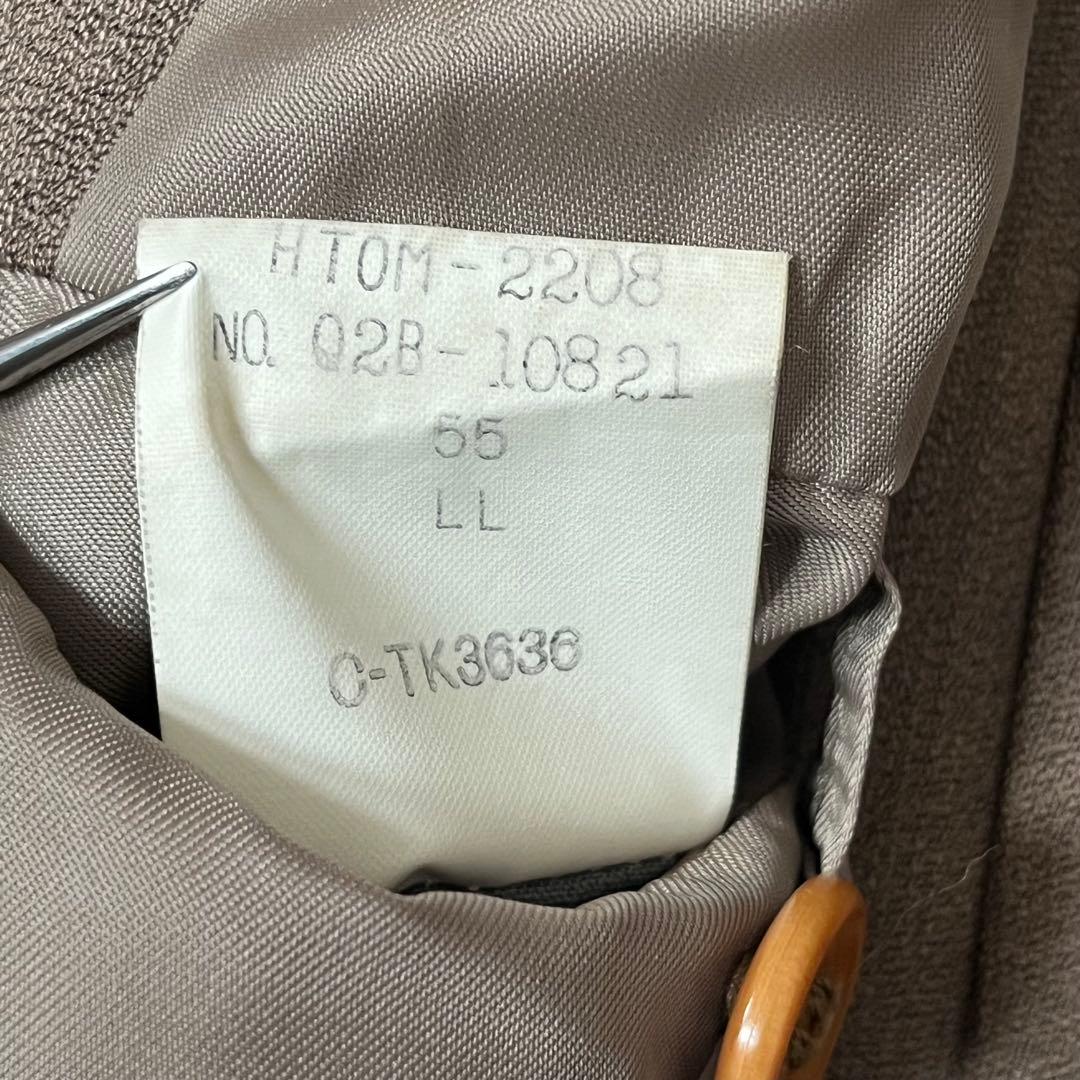 HTOM-2208
NO. Q2B-10821
55
LL
C-TK3636